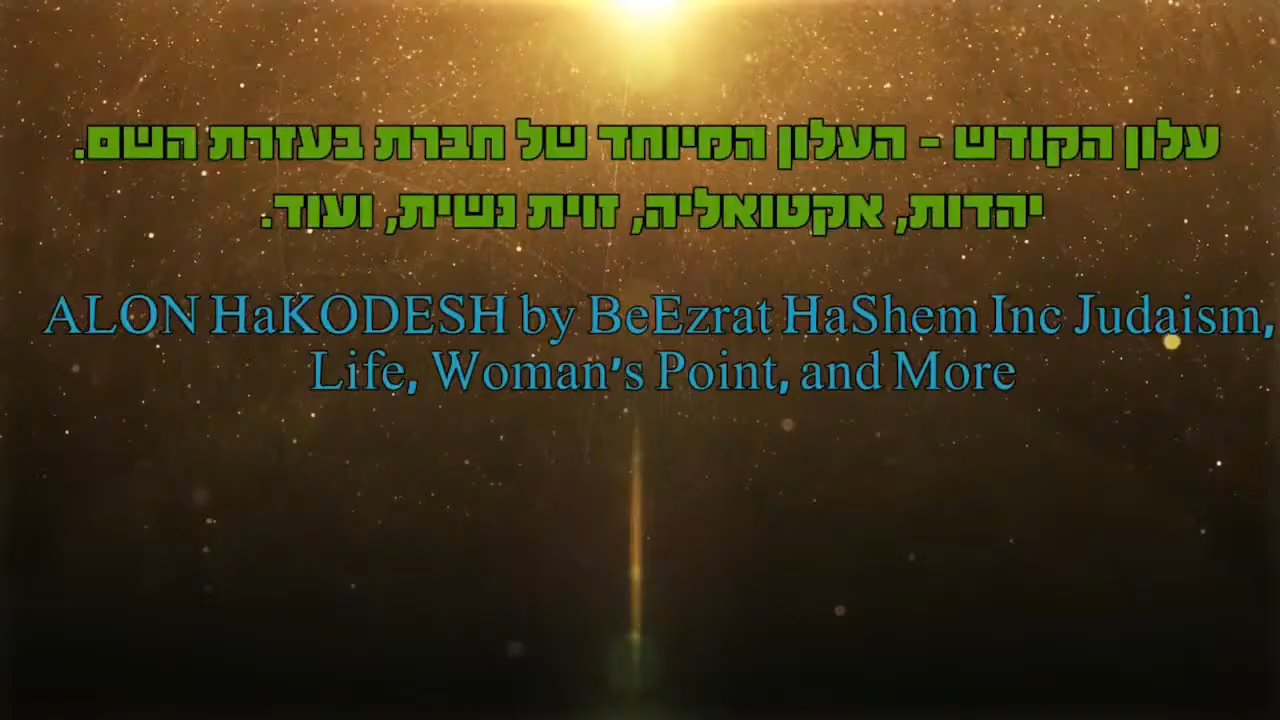 עלון הקודש - העלון המיוחד של חברת בעזרת השם.
יהדות, אקטואליה, זוית נשית, ועוד.
ALON HaKODESH by BeEzrat HaShem Inc Judaism,
Life, Woman's Point, and More